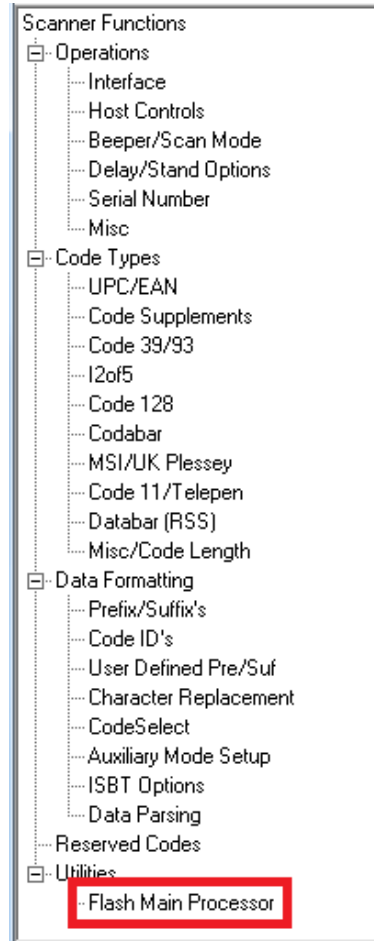 Scanner Functions
Operations
Interface
Host Controls
Beeper/Scan Mode
Delay/Stand Options
Serial Number
Misc
Code Types
UPC/EAN
Code Supplements
Code 39/93
I2of5
Code 128
Codabar
MSI/UK Plessey
Code 11/Telepen
Databar (RSS)
Misc/Code Length
Data Formatting
Prefix/Suffix's
Code ID's
User Defined Pre/Suf
Character Replacement
CodeSelect
Auxiliary Mode Setup
ISBT Options
Data Parsing
Reserved Codes
Utilities
Flash Main Processor